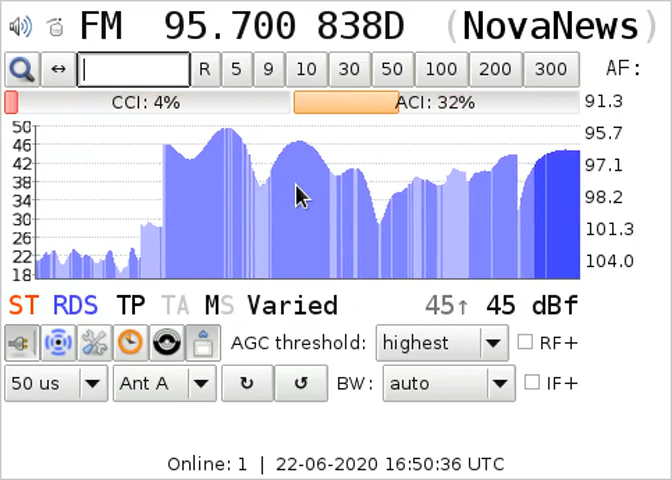 FM 95.700 838D (NovaNews)
↔ R 5 9 10 30 50 100 200 300 AF:
CCI: 4% ACI: 32% 91.3
50
46
42
38
34
30
26
22
18
95.7
97.1
98.2
101.3
104.0
ST RDS TP TA MS Varied 45↑ 45 dBf
AGC threshold: highest RF+
50 us Ant A ↻ ↺ BW: auto IF+
Online: 1 | 22-06-2020 16:50:36 UTC